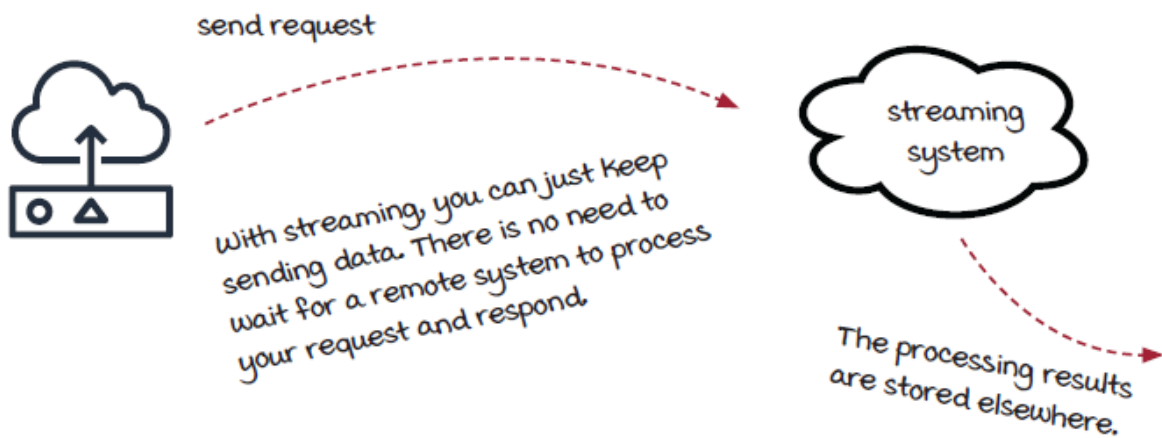 send request
streaming
system
With streaming, you can just keep
sending data. There is no need to
wait for a remote system to process
your request and respond.
The processing results
are stored elsewhere.